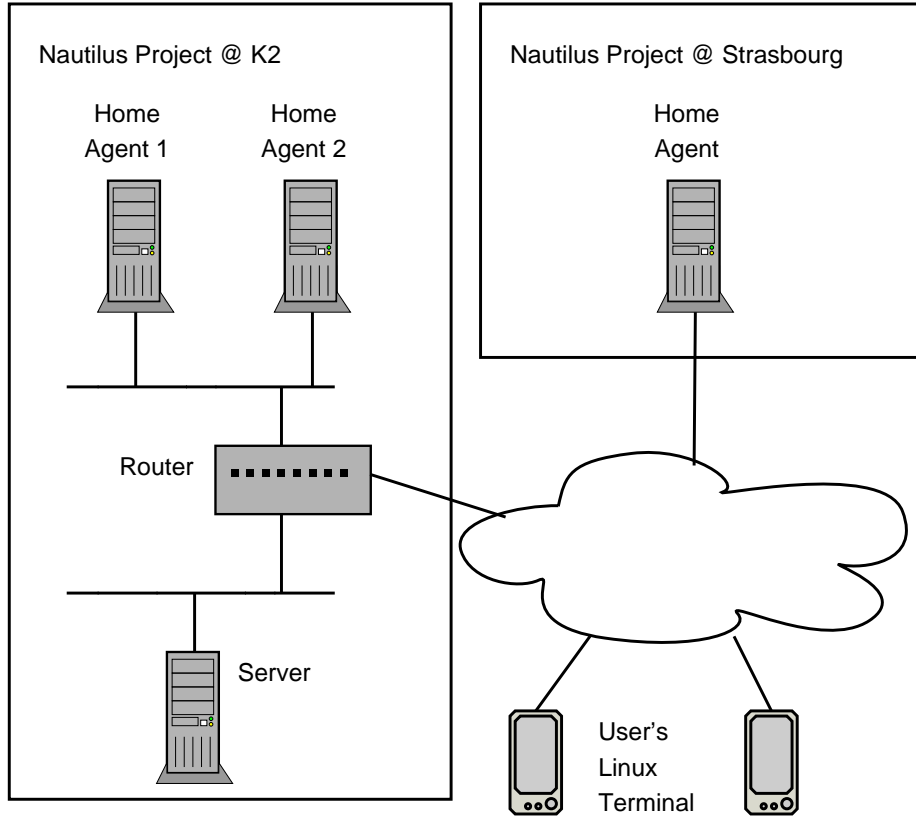 Nautilus Project @ K2
Home
Agent 1
Home
Agent 2
Router
Server
Nautilus Project @ Strasbourg
Home
Agent
User's
Linux
Terminal